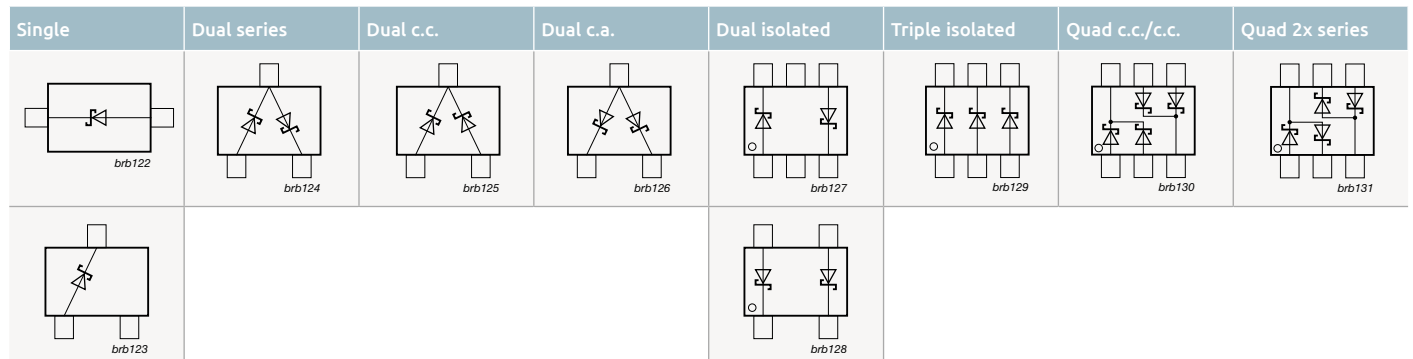 Single Dual series Dual c.c. Dual c.a. Dual isolated Triple isolated Quad c.c./c.c. Quad 2x series
brb122 brb124 brb125 brb126 brb127 brb129 brb130 brb131
brb123 brb128